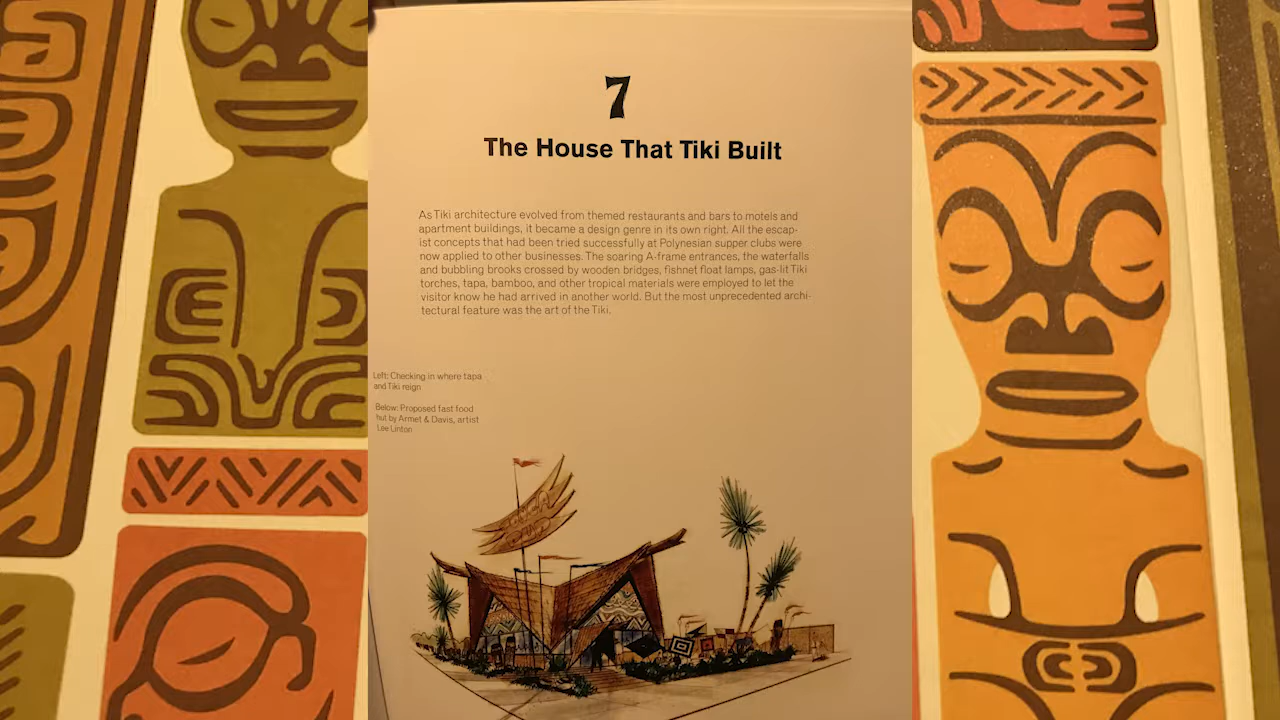 7
The House That Tiki Built
As Tiki architecture evolved from themed restaurants and bars to motels and
apartment buildings, it became a design genre in its own right. All the escap-
ist concepts that had been tried successfully at Polynesian supper clubs were
now applied to other businesses. The soaring A-frame entrances, the waterfalls
and bubbling brooks crossed by wooden bridges, fishnet float lamps, gas-lit Tiki
torches, tapa, bamboo, and other tropical materials were employed to let the
visitor know he had arrived in another world. But the most unprecedented archi-
tectural feature was the art of the Tiki.
Left: Checking in where tapa
and Tiki reign
Below: Proposed fast food
hut by Armet & Davis, artist
Lee Linton